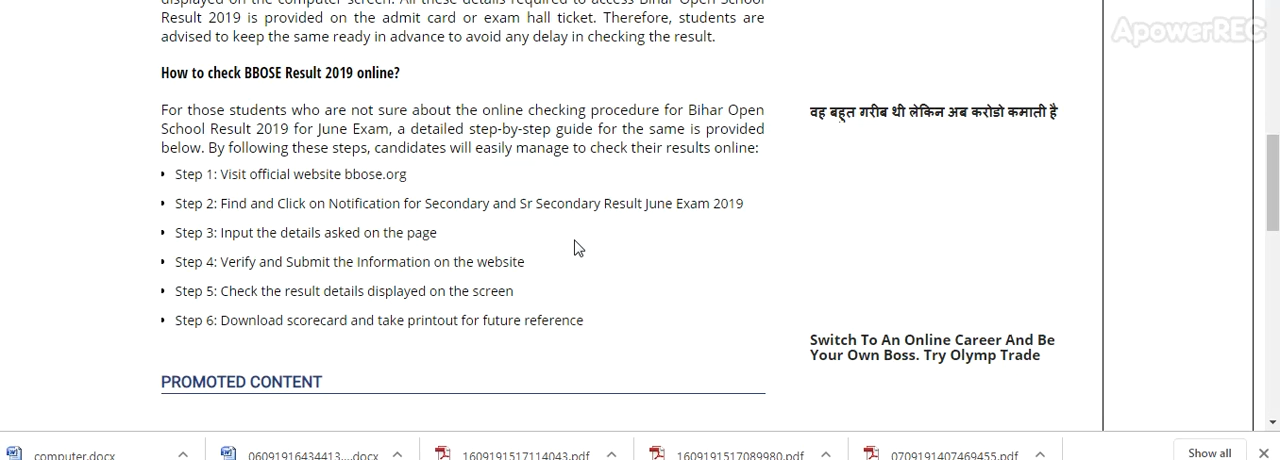 displayed on the computer screen. All these details required to access Bihar Open School
Result 2019 is provided on the admit card or exam hall ticket. Therefore, students are
advised to keep the same ready in advance to avoid any delay in checking the result.
ApowerREC
How to check BBOSE Result 2019 online?
For those students who are not sure about the online checking procedure for Bihar Open
School Result 2019 for June Exam, a detailed step-by-step guide for the same is provided
below. By following these steps, candidates will easily manage to check their results online:
Step 1: Visit official website bbose.org
Step 2: Find and Click on Notification for Secondary and Sr Secondary Result June Exam 2019
Step 3: Input the details asked on the page
Step 4: Verify and Submit the Information on the website
Step 5: Check the result details displayed on the screen
Step 6: Download scorecard and take printout for future reference
PROMOTED CONTENT
वह बहुत गरीब थी लेकिन अब करोडो कमाती है
Switch To An Online Career And Be
Your Own Boss. Try Olymp Trade
computer.docx
06091916434413....docx
1609191517114043.pdf
1609191517089980.pdf
0709191407469455.pdf
Show all